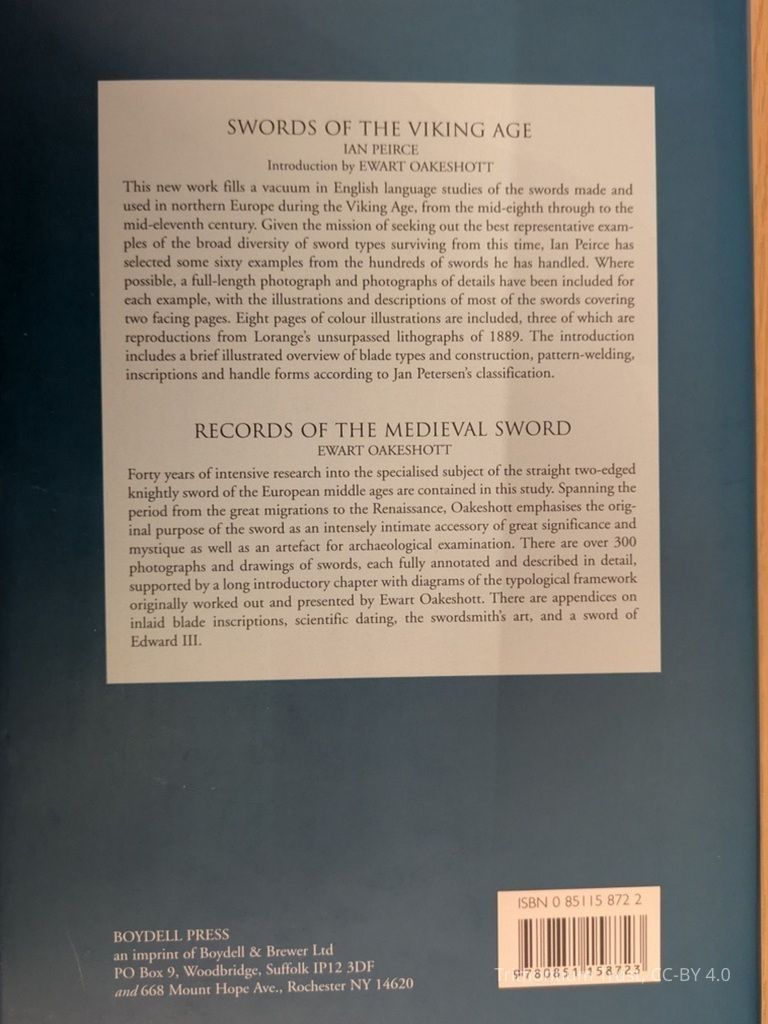 SWORDS OF THE VIKING AGE
IAN PEIRCE
Introduction by EWART OAKESHOTT
This new work fills a vacuum in English language studies of the swords made and
used in northern Europe during the Viking Age, from the mid-eighth through to the
mid-eleventh century. Given the mission of seeking out the best representative exam-
ples of the broad diversity of sword types surviving from this time, Ian Peirce has
selected some sixty examples from the hundreds of swords he has handled. Where
possible, a full-length photograph and photographs of details have been included for
each example, with the illustrations and descriptions of most of the swords covering
two facing pages. Eight pages of colour illustrations are included, three of which are
reproductions from Lorange's unsurpassed lithographs of 1889. The introduction
includes a brief illustrated overview of blade types and construction, pattern-welding,
inscriptions and handle forms according to Jan Petersen's classification.
RECORDS OF THE MEDIEVAL SWORD
EWART OAKESHOTT
Forty years of intensive research into the specialised subject of the straight two-edged
knightly sword of the European middle ages are contained in this study. Spanning the
period from the great migrations to the Renaissance, Oakeshott emphasises the orig-
inal purpose of the sword as an intensely intimate accessory of great significance and
mystique as well as an artefact for archaeological examination. There are over 300
photographs and drawings of swords, each fully annotated and described in detail,
supported by a long introductory chapter with diagrams of the typological framework
originally worked out and presented by Ewart Oakeshott. There are appendices on
inlaid blade inscriptions, scientific dating, the swordsmith's art, and a sword of
Edward III.
BOYDELL PRESS
an imprint of Boydell & Brewer Ltd
PO Box 9, Woodbridge, Suffolk IP12 3DF
and 668 Mount Hope Ave., Rochester NY 14620
ISBN 0 85115 872 2
9 780851 158723
CC-BY 4.0